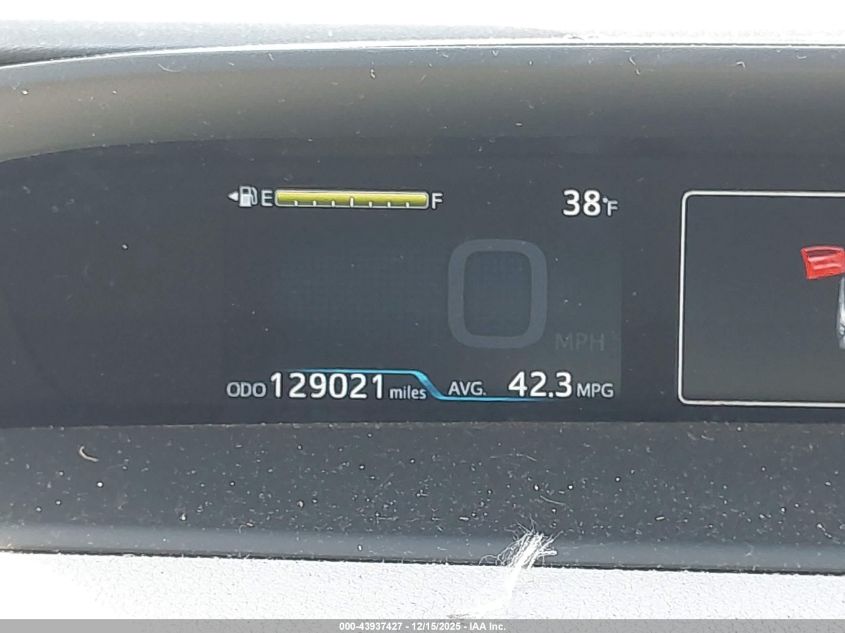 E F 38°F
0 MPH
ODO 129021 miles AVG. 42.3 MPG
000-43937427 - 12/15/2025 - IAA Inc.